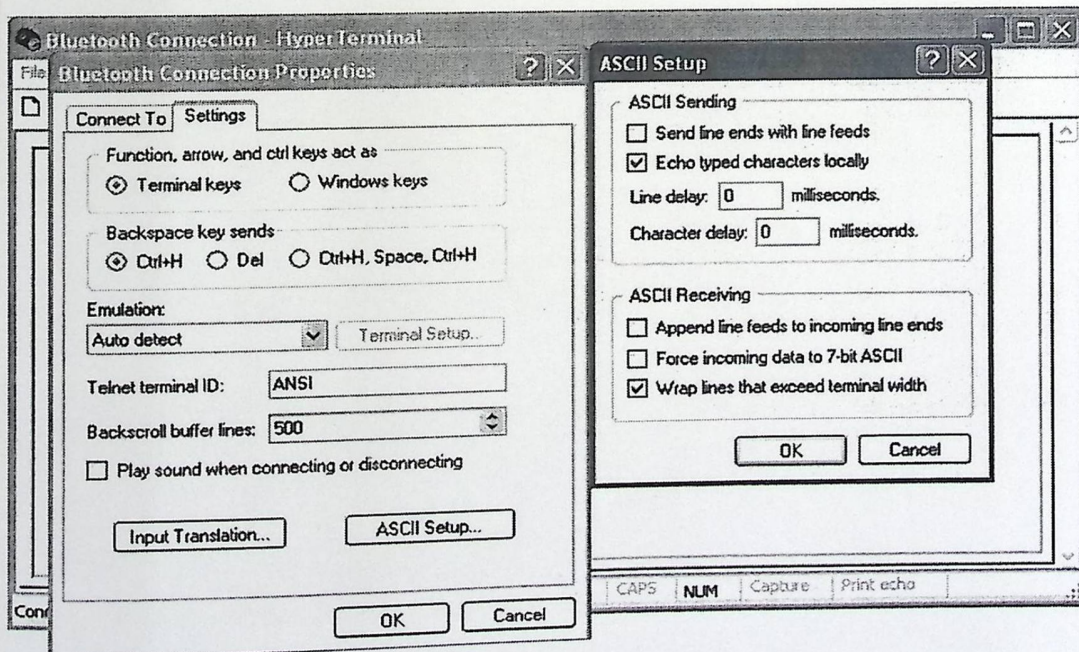 Bluetooth Connection - HyperTerminal
File
Bluetooth Connection Properties
Connect To
Settings
Function, arrow, and ctrl keys act as
Terminal keys
Windows keys
Backspace key sends
Ctrl+H
Del
Ctrl+H, Space, Ctrl+H
Emulation:
Auto detect
Terminal Setup...
Telnet terminal ID:
ANSI
Backscroll buffer lines:
500
Play sound when connecting or disconnecting
Input Translation...
ASCII Setup...
OK
Cancel
ASCII Setup
ASCII Sending
Send line ends with line feeds
Echo typed characters locally
Line delay: 0 milliseconds.
Character delay: 0 milliseconds.
ASCII Receiving
Append line feeds to incoming line ends
Force incoming data to 7-bit ASCII
Wrap lines that exceed terminal width
OK
Cancel
Conn
CAPS
NUM
Capture
Print echo